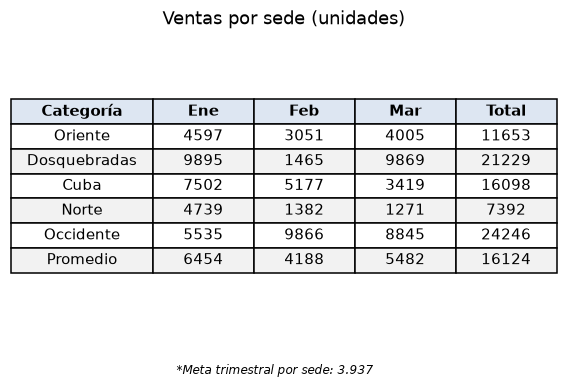 Ventas por sede (unidades)
Categoría Ene Feb Mar Total
Oriente 4597 3051 4005 11653
Dosquebradas 9895 1465 9869 21229
Cuba 7502 5177 3419 16098
Norte 4739 1382 1271 7392
Occidente 5535 9866 8845 24246
Promedio 6454 4188 5482 16124
*Meta trimestral por sede: 3.937